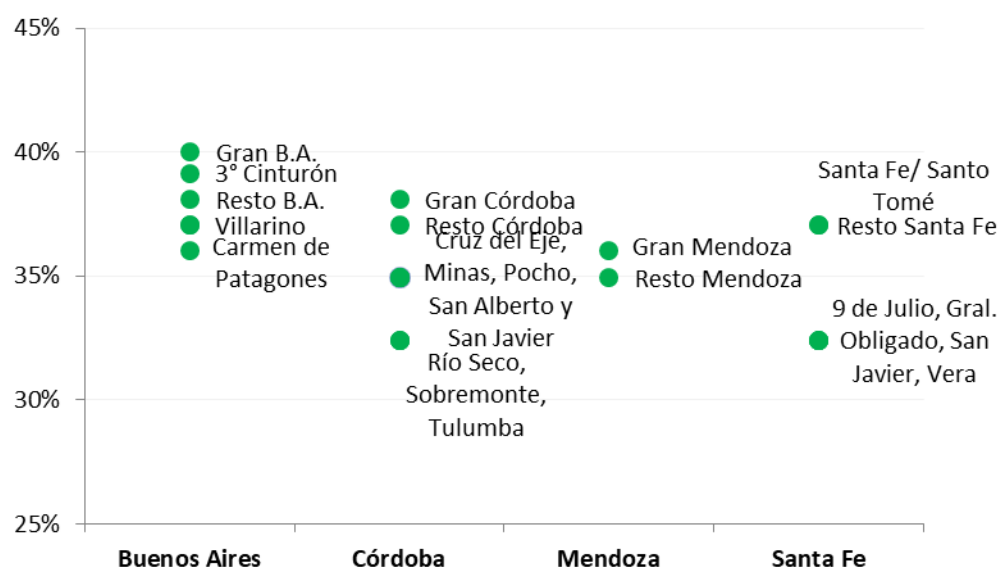 45%
40%
35%
30%
25%
Gran B.A.
3° Cinturón
Resto B.A.
Villarino
Carmen de
Patagones
Gran Córdoba
Resto Córdoba
Cruz del Eje,
Minas, Pocho,
San Alberto y
San Javier
Río Seco,
Sobremonte,
Tulumba
Gran Mendoza
Resto Mendoza
Santa Fe/ Santo
Tomé
Resto Santa Fe
9 de Julio, Gral.
Obligado, San
Javier, Vera
Buenos Aires
Córdoba
Mendoza
Santa Fe